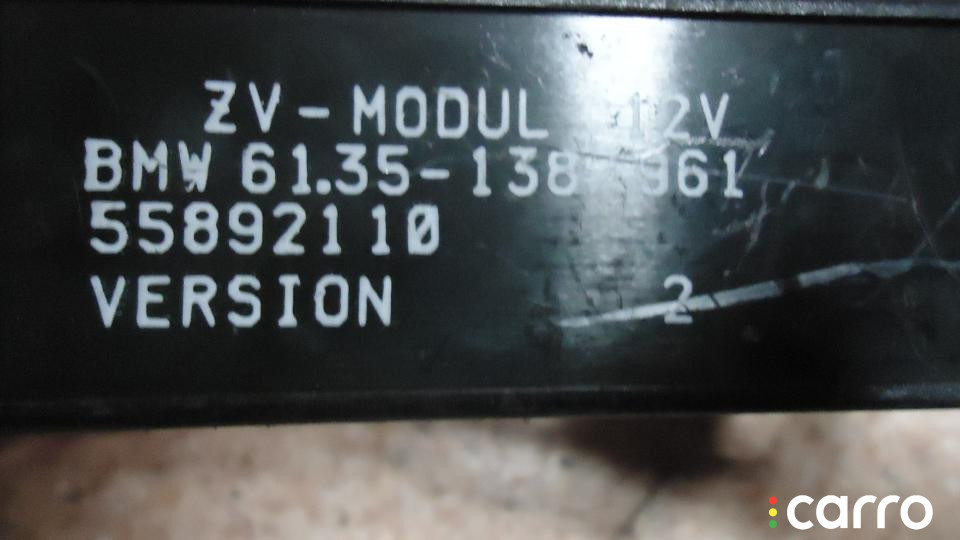 ZV-MODUL 12V
BMW 61.35-138 961
55892110
VERSION 2
carro